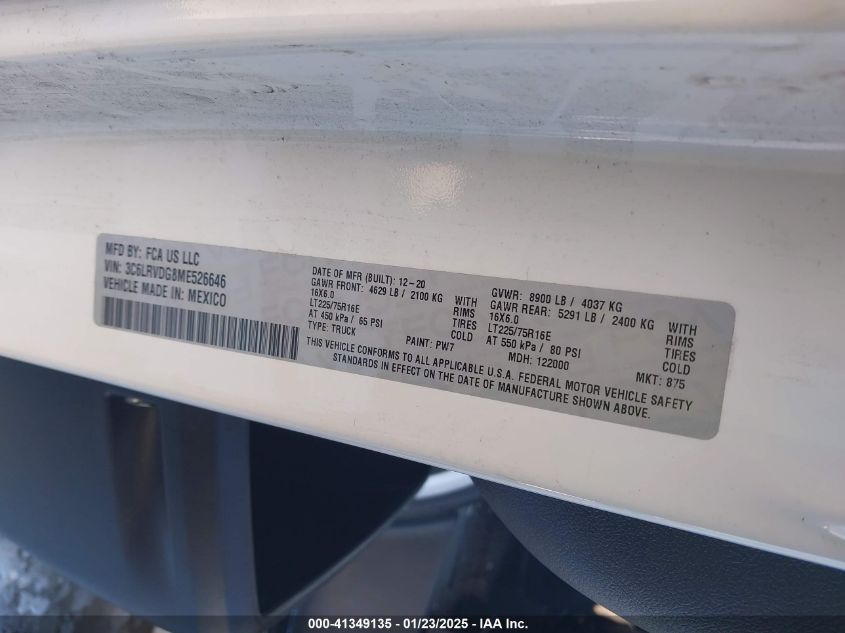 MFD BY: FCA US LLC
VIN: 3C6LRVDG8ME526646
VEHICLE MADE IN: MEXICO
DATE OF MFR (BUILT): 12-20
GAWR FRONT: 4629 LB / 2100 KG WITH
16X6.0 RIMS
LT225/75R16E TIRES
AT 450 kPa / 65 PSI COLD
TYPE: TRUCK PAINT: PW7
GVWR: 8900 LB / 4037 KG
GAWR REAR: 5291 LB / 2400 KG WITH
16X6.0 RIMS
LT225/75R16E TIRES
AT 550 kPa / 80 PSI COLD
MDH: 122000 MKT: 875
THIS VEHICLE CONFORMS TO ALL APPLICABLE U.S.A. FEDERAL MOTOR VEHICLE SAFETY
STANDARDS IN EFFECT ON THE DATE OF MANUFACTURE SHOWN ABOVE.
000-41349135 - 01/23/2025 - IAA Inc.